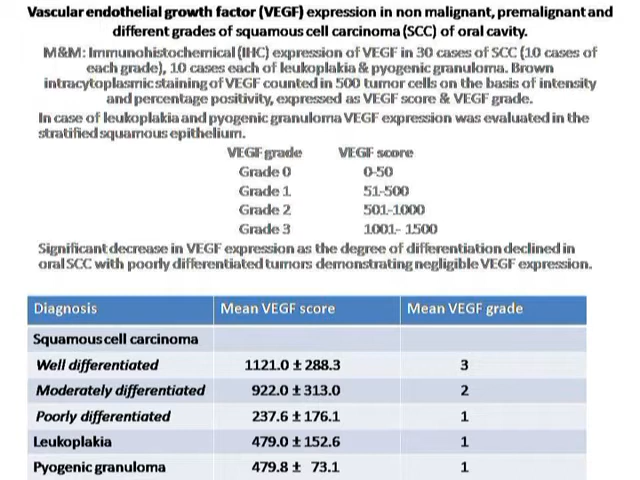 Vascular endothelial growth factor (VEGF) expression in non malignant, premalignant and
different grades of squamous cell carcinoma (SCC) of oral cavity.
M&M: Immunohistochemical (IHC) expression of VEGF in 30 cases of SCC (10 cases of
each grade), 10 cases each of leukoplakia & pyogenic granuloma. Brown
intracytoplasmic staining of VEGF counted in 500 tumor cells on the basis of intensity
and percentage positivity, expressed as VEGF score & VEGF grade.
In case of leukoplakia and pyogenic granuloma VEGF expression was evaluated in the
stratified squamous epithelium.
VEGF grade VEGF score
Grade 0 0-50
Grade 1 51-500
Grade 2 501-1000
Grade 3 1001- 1500
Significant decrease in VEGF expression as the degree of differentiation declined in
oral SCC with poorly differentiated tumors demonstrating negligible VEGF expression.
Diagnosis Mean VEGF score Mean VEGF grade
Squamous cell carcinoma
Well differentiated 1121.0 ± 288.3 3
Moderately differentiated 922.0 ± 313.0 2
Poorly differentiated 237.6 ± 176.1 1
Leukoplakia 479.0 ± 152.6 1
Pyogenic granuloma 479.8 ± 73.1 1